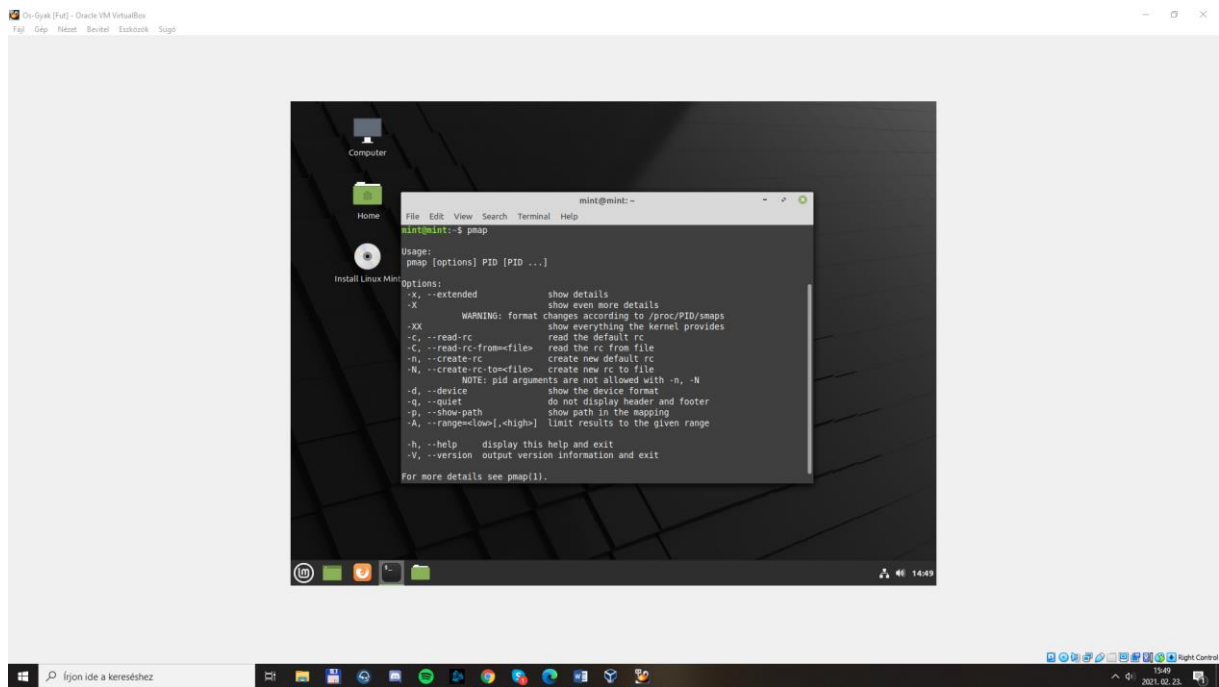 Os-Gyak [Fut] - Oracle VM VirtualBox
Fájl Gép Nézet Bevitel Eszközök Súgó
Computer
Home
Install Linux Mint
mint@mint: ~
File Edit View Search Terminal Help
mint@mint:~$ pmap
Usage:
pmap [options] PID [PID ...]
Options:
-x, --extended show details
-X show even more details
WARNING: format changes according to /proc/PID/smaps
-XX show everything the kernel provides
-c, --read-rc read the default rc
-C, --read-rc-from=<file> read the rc from file
-n, --create-rc create new default rc
-N, --create-rc-to=<file> create new rc to file
NOTE: pid arguments are not allowed with -n, -N
-d, --device show the device format
-q, --quiet do not display header and footer
-p, --show-path show path in the mapping
-A, --range=<low>[,<high>] limit results to the given range
-h, --help display this help and exit
-V, --version output version information and exit
For more details see pmap(1).
14:49
Right Control
Írjon ide a kereséshez
15:49
2021. 02. 23.